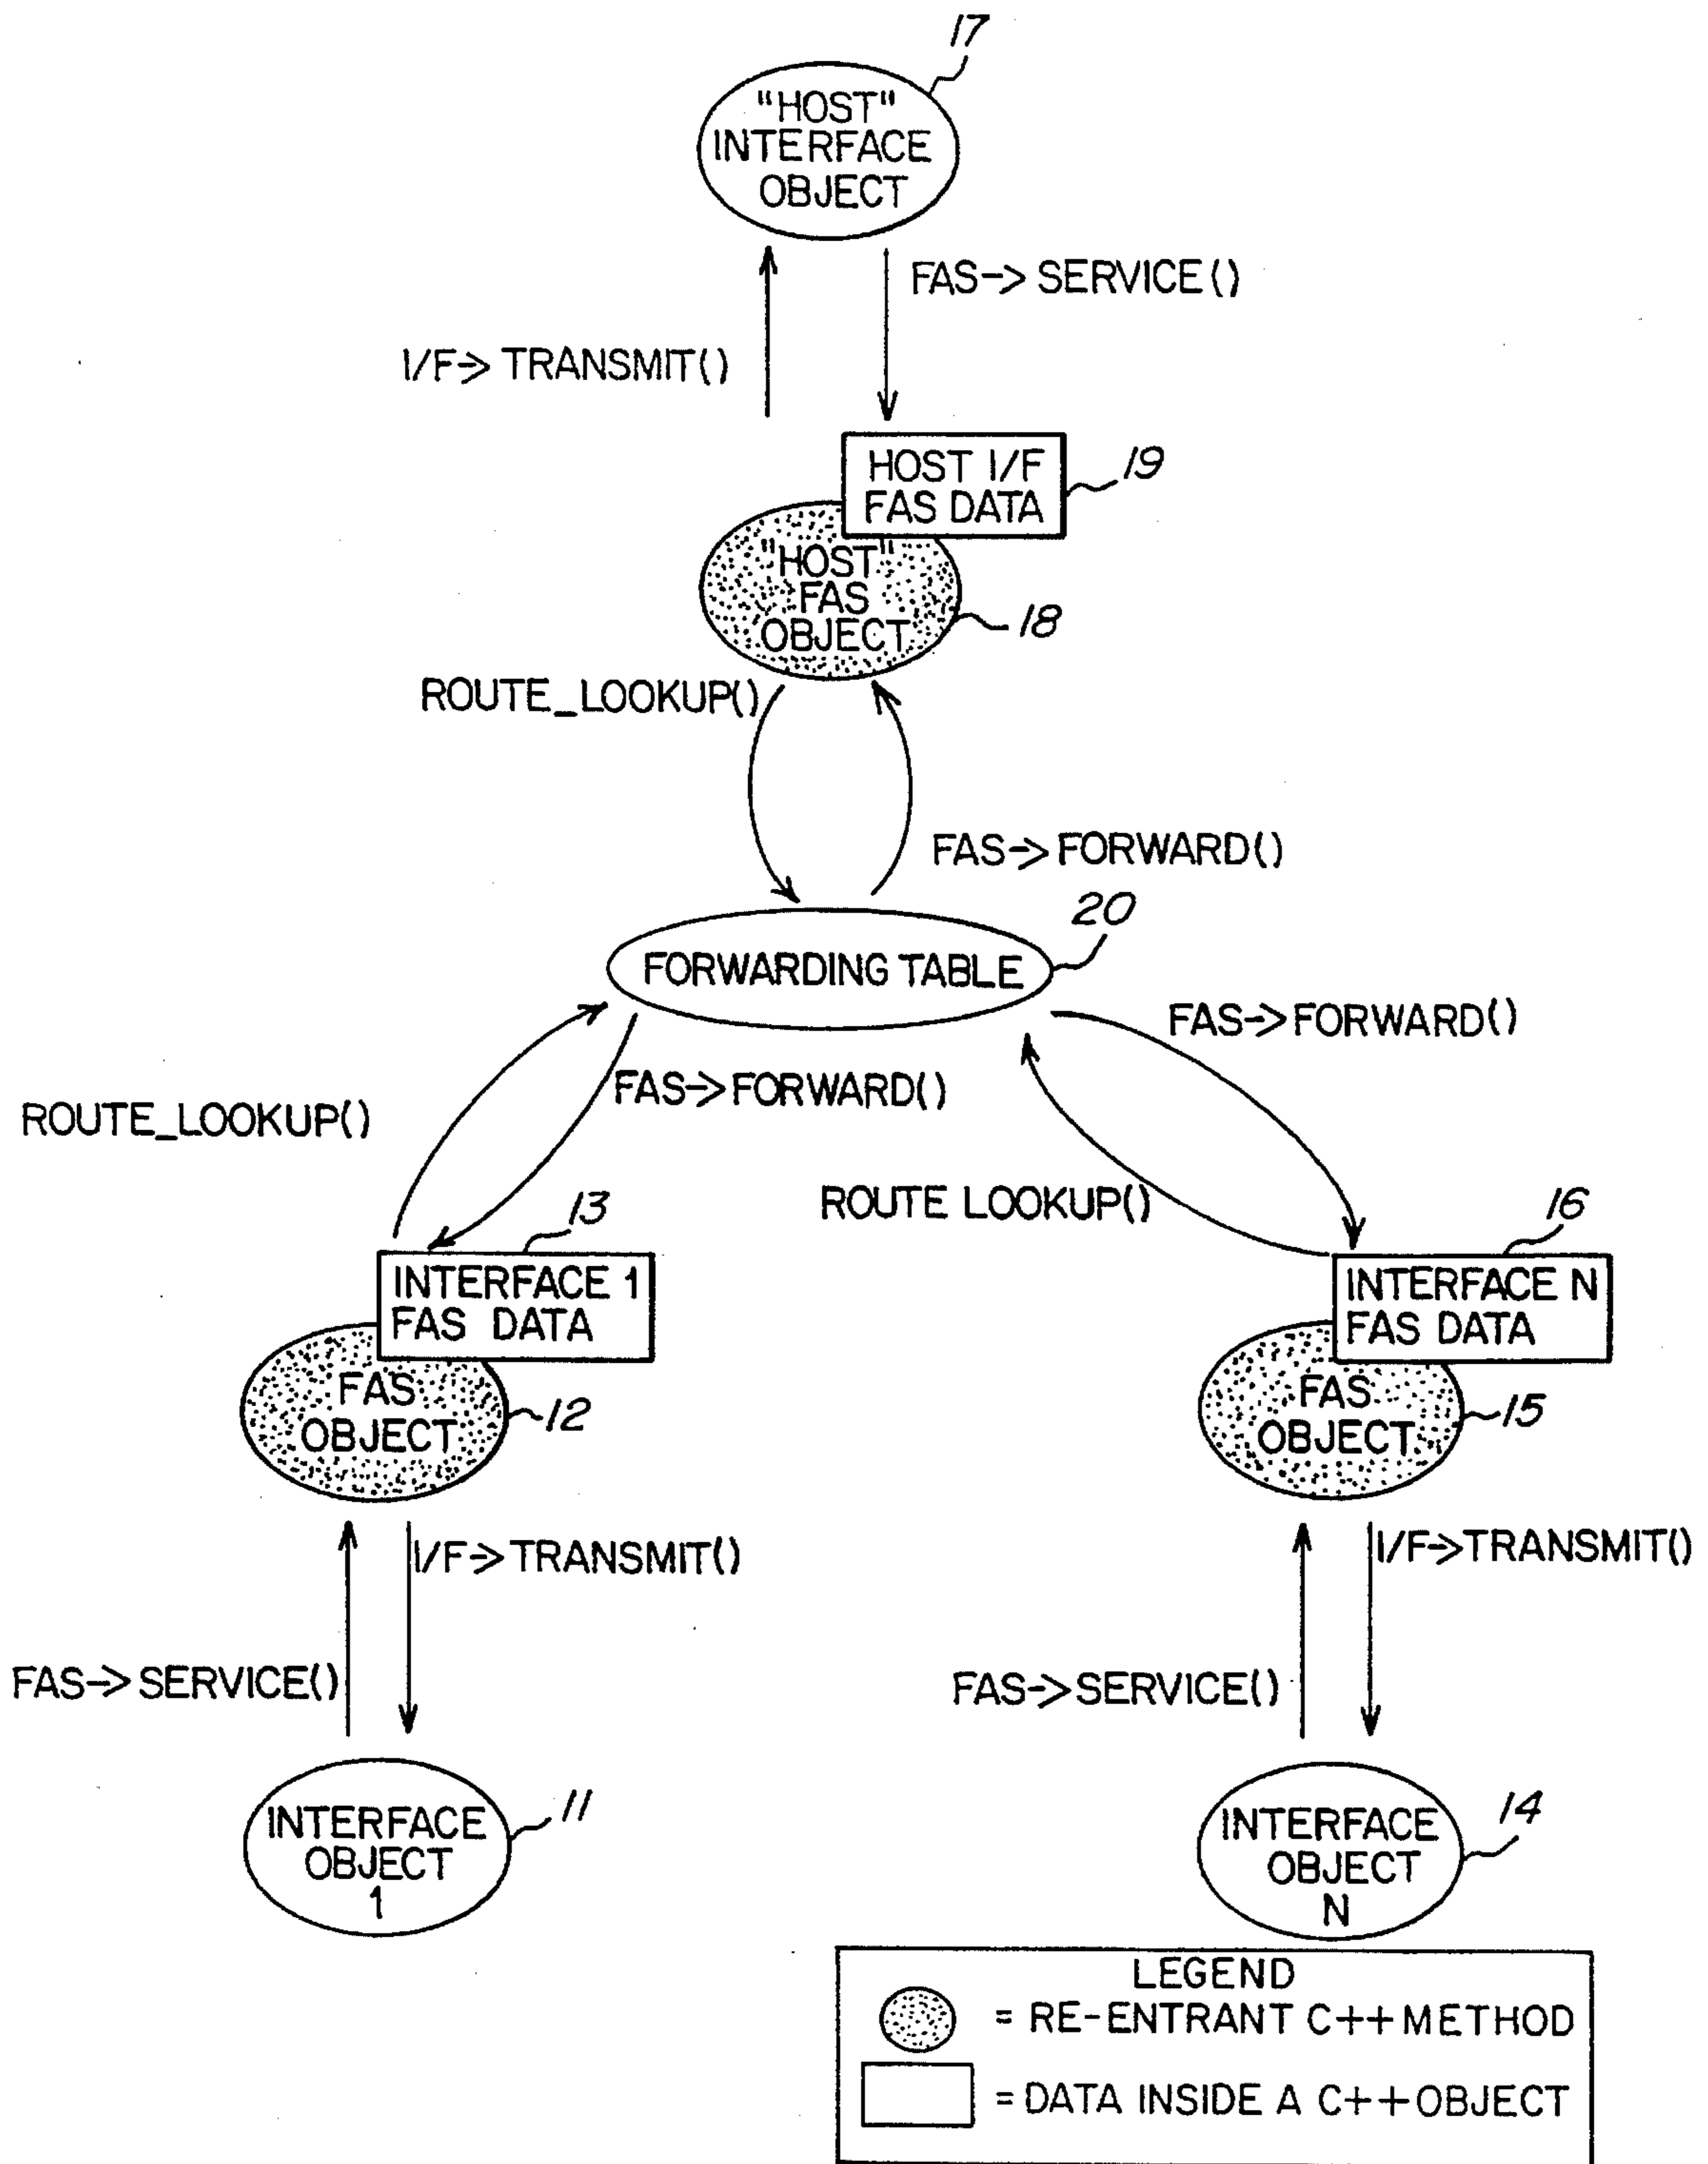 17
"HOST"
INTERFACE
OBJECT
FAS->SERVICE()
I/F->TRANSMIT()
HOST I/F
FAS DATA
19
"HOST"
FAS
OBJECT
18
ROUTE_LOOKUP()
FAS->FORWARD()
20
FORWARDING TABLE
FAS->FORWARD()
FAS->FORWARD()
ROUTE_LOOKUP()
ROUTE LOOKUP()
13
16
INTERFACE 1
FAS DATA
INTERFACE N
FAS DATA
FAS
OBJECT
12
FAS
OBJECT
15
I/F->TRANSMIT()
I/F->TRANSMIT()
FAS->SERVICE()
FAS->SERVICE()
INTERFACE
OBJECT
1
11
INTERFACE
OBJECT
N
14
LEGEND
= RE-ENTRANT C++ METHOD
= DATA INSIDE A C++ OBJECT